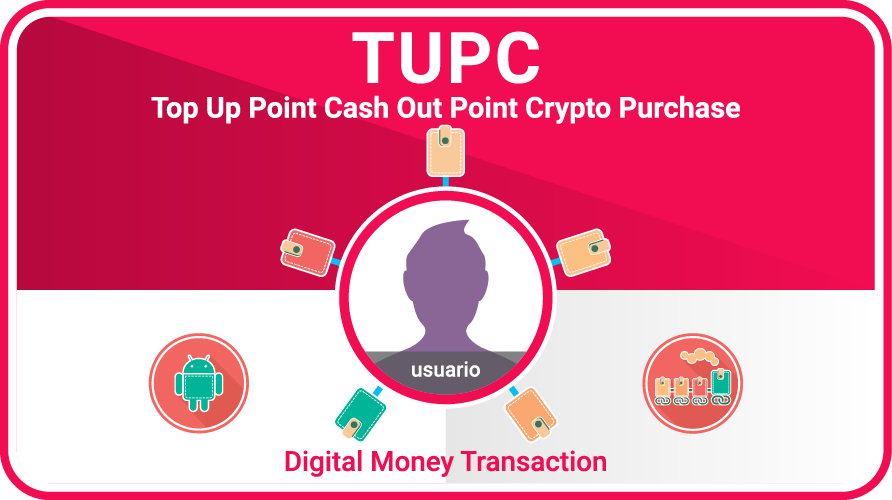 TUPC
Top Up Point Cash Out Point Crypto Purchase
usuario
Digital Money Transaction